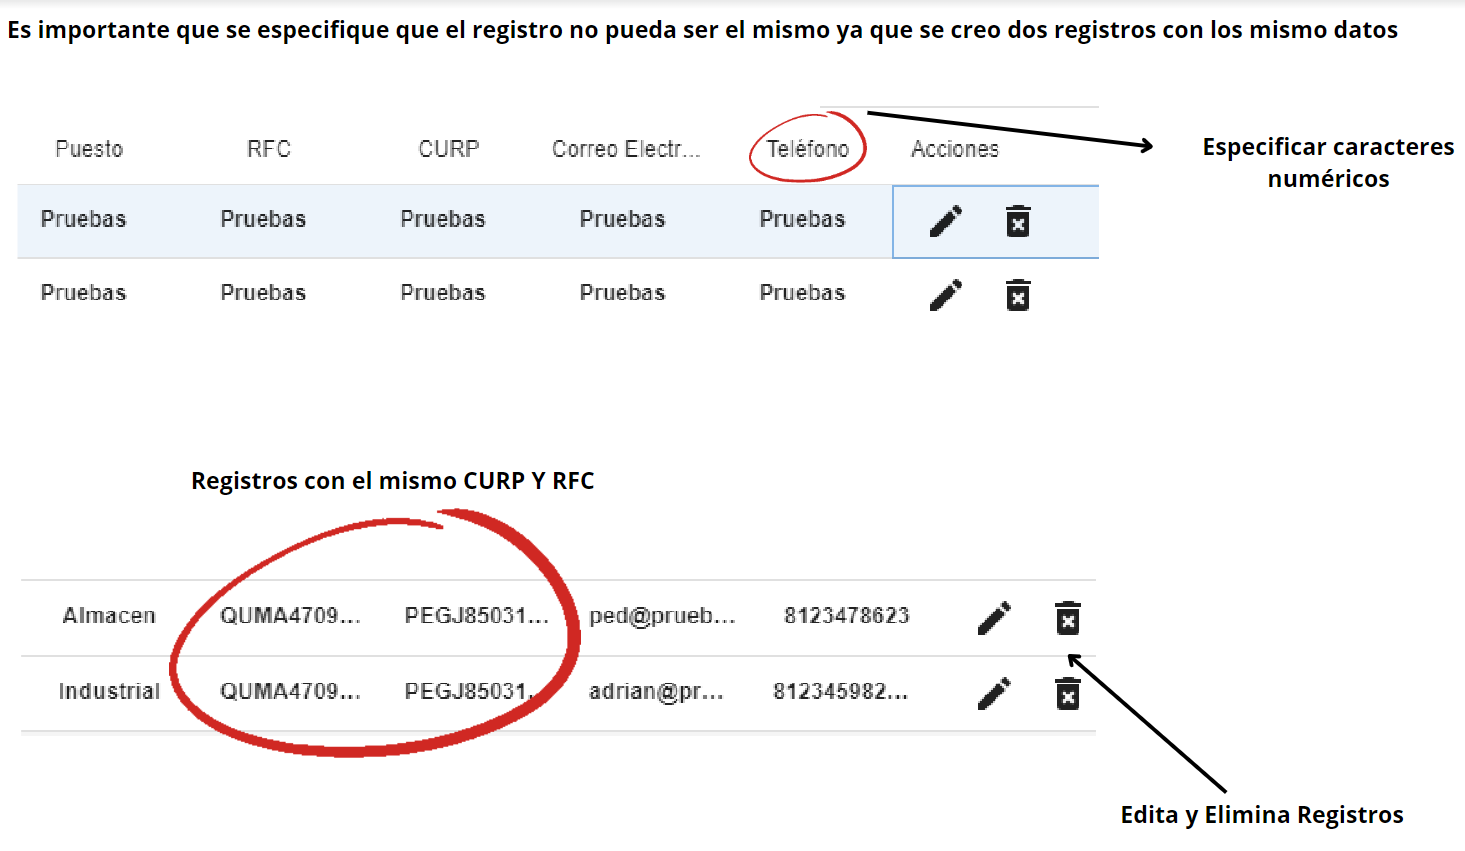 Es importante que se especifique que el registro no pueda ser el mismo ya que se creo dos registros con los mismo datos
Puesto RFC CURP Correo Electr... Teléfono Acciones
Especificar caracteres
numéricos
Pruebas Pruebas Pruebas Pruebas Pruebas
Pruebas Pruebas Pruebas Pruebas Pruebas
Registros con el mismo CURP Y RFC
Almacen QUMA4709... PEGJ85031... ped@prueb... 8123478623
Industrial QUMA4709... PEGJ85031. adrian@pr... 812345982...
Edita y Elimina Registros